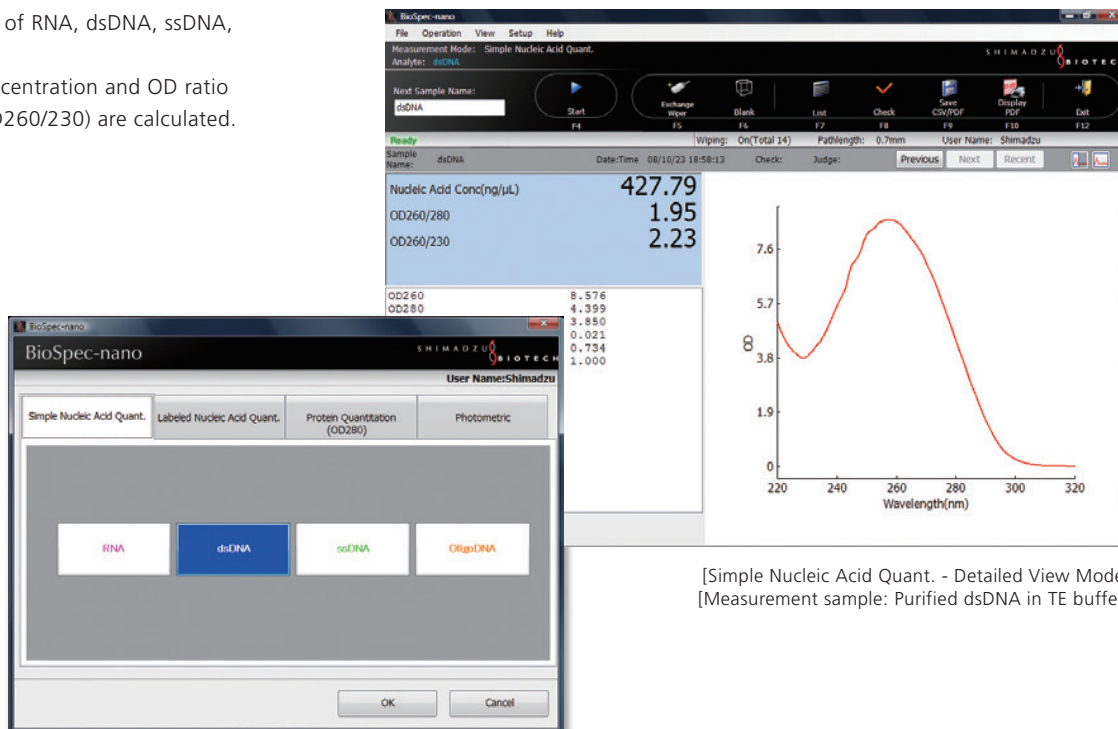 of RNA, dsDNA, ssDNA,
centration and OD ratio
D260/230) are calculated.
BioSpec-nano
File Operation View Setup Help
Measurement Mode: Simple Nucleic Acid Quant.
Analyte: dsDNA
SHIMADZU
BIOTEC
Next Sample Name:
dsDNA
Start
F4
Exchange Wiper
F5
Blank
F6
List
F7
Check
F8
Save CSV/PDF
F9
Display PDF
F10
Exit
F12
Ready Wiping: On(Total 14) Pathlength: 0.7mm User Name: Shimadzu
Sample Name: dsDNA Date:Time 08/10/23 18:58:13 Check: Judge: Previous Next Recent
Nucleic Acid Conc(ng/µL) 427.79
OD260/280 1.95
OD260/230 2.23
OD260 8.576
OD280 4.399
3.850
0.021
0.734
1.000
7.6
5.7
3.8
1.9
0
OD
220 240 260 280 300 320
Wavelength(nm)
BioSpec-nano
BioSpec-nano
SHIMADZU
BIOTECH
User Name:Shimadzu
Simple Nucleic Acid Quant. Labeled Nucleic Acid Quant. Protein Quantitation (OD280) Photometric
RNA dsDNA ssDNA OligoDNA
OK Cancel
[Simple Nucleic Acid Quant. - Detailed View Mode
[Measurement sample: Purified dsDNA in TE buffe